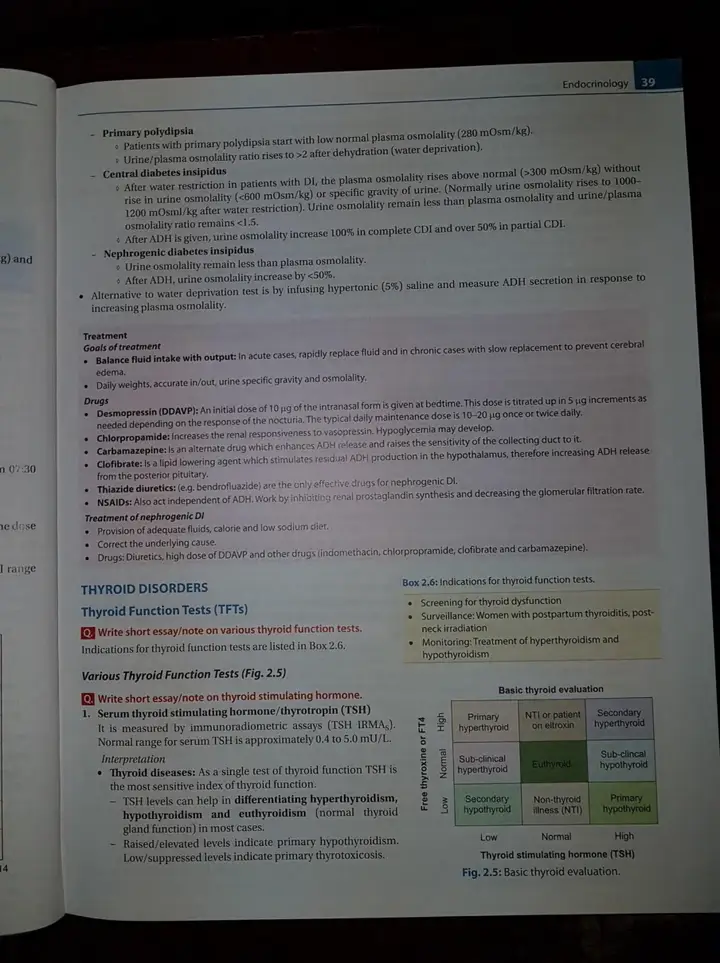 Endocrinology 39
g) and
n 07:30
ne dose
l range
14
– Primary polydipsia
◦ Patients with primary polydipsia start with low normal plasma osmolality (280 mOsm/kg).
◦ Urine/plasma osmolality ratio rises to >2 after dehydration (water deprivation).
– Central diabetes insipidus
◦ After water restriction in patients with DI, the plasma osmolality rises above normal (>300 mOsm/kg) without
rise in urine osmolality (<600 mOsm/kg) or specific gravity of urine. (Normally urine osmolality rises to 1000–
1200 mOsml/kg after water restriction). Urine osmolality remain less than plasma osmolality and urine/plasma
osmolality ratio remains <1.5.
◦ After ADH is given, urine osmolality increase 100% in complete CDI and over 50% in partial CDI.
– Nephrogenic diabetes insipidus
◦ Urine osmolality remain less than plasma osmolality.
◦ After ADH, urine osmolality increase by <50%.
• Alternative to water deprivation test is by infusing hypertonic (5%) saline and measure ADH secretion in response to
increasing plasma osmolality.
Treatment
Goals of treatment
• Balance fluid intake with output: In acute cases, rapidly replace fluid and in chronic cases with slow replacement to prevent cerebral
edema.
• Daily weights, accurate in/out, urine specific gravity and osmolality.
Drugs
• Desmopressin (DDAVP): An initial dose of 10 µg of the intranasal form is given at bedtime. This dose is titrated up in 5 µg increments as
needed depending on the response of the nocturia. The typical daily maintenance dose is 10–20 µg once or twice daily.
• Chlorpropamide: Increases the renal responsiveness to vasopressin. Hypoglycemia may develop.
• Carbamazepine: Is an alternate drug which enhances ADH release and raises the sensitivity of the collecting duct to it.
• Clofibrate: Is a lipid lowering agent which stimulates residual ADH production in the hypothalamus, therefore increasing ADH release
from the posterior pituitary.
• Thiazide diuretics: (e.g. bendrofluazide) are the only effective drugs for nephrogenic DI.
• NSAIDs: Also act independent of ADH. Work by inhibiting renal prostaglandin synthesis and decreasing the glomerular filtration rate.
Treatment of nephrogenic DI
• Provision of adequate fluids, calorie and low sodium diet.
• Correct the underlying cause.
• Drugs: Diuretics, high dose of DDAVP and other drugs (indomethacin, chlorpropramide, clofibrate and carbamazepine).
THYROID DISORDERS
Thyroid Function Tests (TFTs)
Q. Write short essay/note on various thyroid function tests.
Indications for thyroid function tests are listed in Box 2.6.
Various Thyroid Function Tests (Fig. 2.5)
Q. Write short essay/note on thyroid stimulating hormone.
1. Serum thyroid stimulating hormone/thyrotropin (TSH)
It is measured by immunoradiometric assays (TSH IRMAs).
Normal range for serum TSH is approximately 0.4 to 5.0 mU/L.
Interpretation
• Thyroid diseases: As a single test of thyroid function TSH is
the most sensitive index of thyroid function.
– TSH levels can help in differentiating hyperthyroidism,
hypothyroidism and euthyroidism (normal thyroid
gland function) in most cases.
– Raised/elevated levels indicate primary hypothyroidism.
Low/suppressed levels indicate primary thyrotoxicosis.
Box 2.6: Indications for thyroid function tests.
• Screening for thyroid dysfunction
• Surveillance: Women with postpartum thyroiditis, post-
neck irradiation
• Monitoring: Treatment of hyperthyroidism and
hypothyroidism
Basic thyroid evaluation
Free thyroxine or FT4
High
Normal
Low
Primary
hyperthyroid
NTI or patient
on eltroxin
Secondary
hyperthyroid
Sub-clinical
hyperthyroid
Euthyroid
Sub-clincal
hypothyroid
Secondary
hypothyroid
Non-thyroid
illness (NTI)
Primary
hypothyroid
Low Normal High
Thyroid stimulating hormone (TSH)
Fig. 2.5: Basic thyroid evaluation.